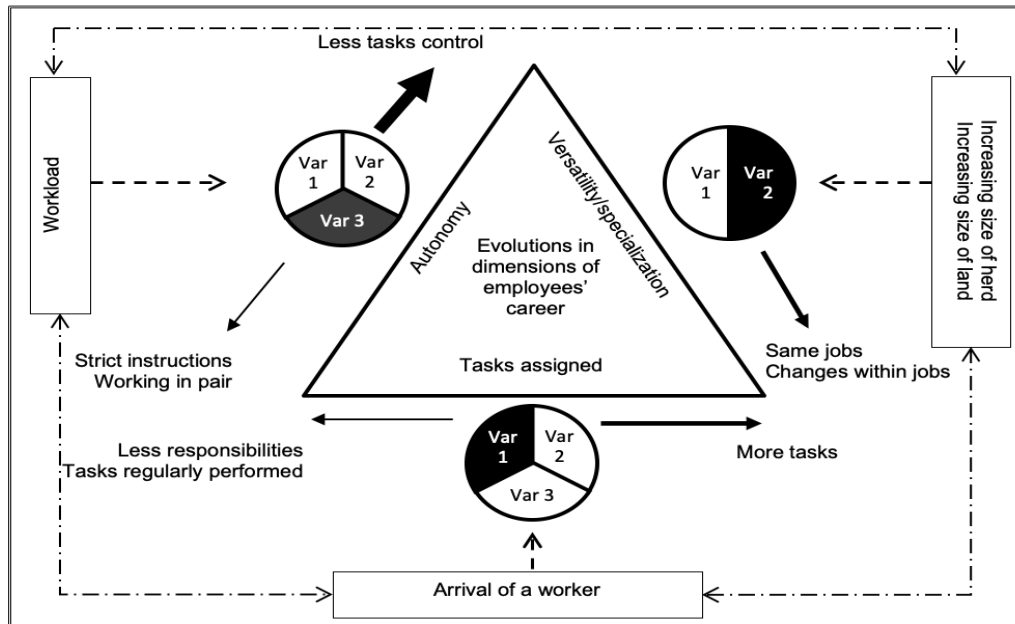 Less tasks control
Workload
Var
1
Var
2
Var 3
Autonomy
Versatility/specialization
Var
1
Var
2
Increasing size of herd
Increasing size of land
Evolutions in
dimensions of
employees'
career
Strict instructions
Working in pair
Tasks assigned
Same jobs
Changes within jobs
Less responsibilities
Tasks regularly performed
Var
1
Var
2
Var 3
More tasks
Arrival of a worker